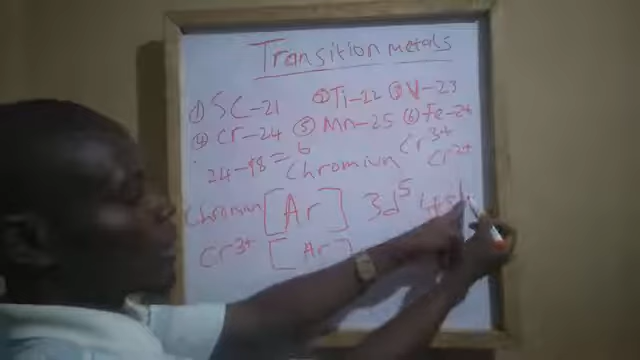 Transition metals
① SC-21 ② Ti-22 ③ V-23
④ Cr-24 ⑤ Mn-25 ⑥ Fe-26
24-18=6 Chromium Cr³⁺ Cr²⁺
Chromium [Ar] 3d⁵ 4s
Cr³⁺ [Ar]